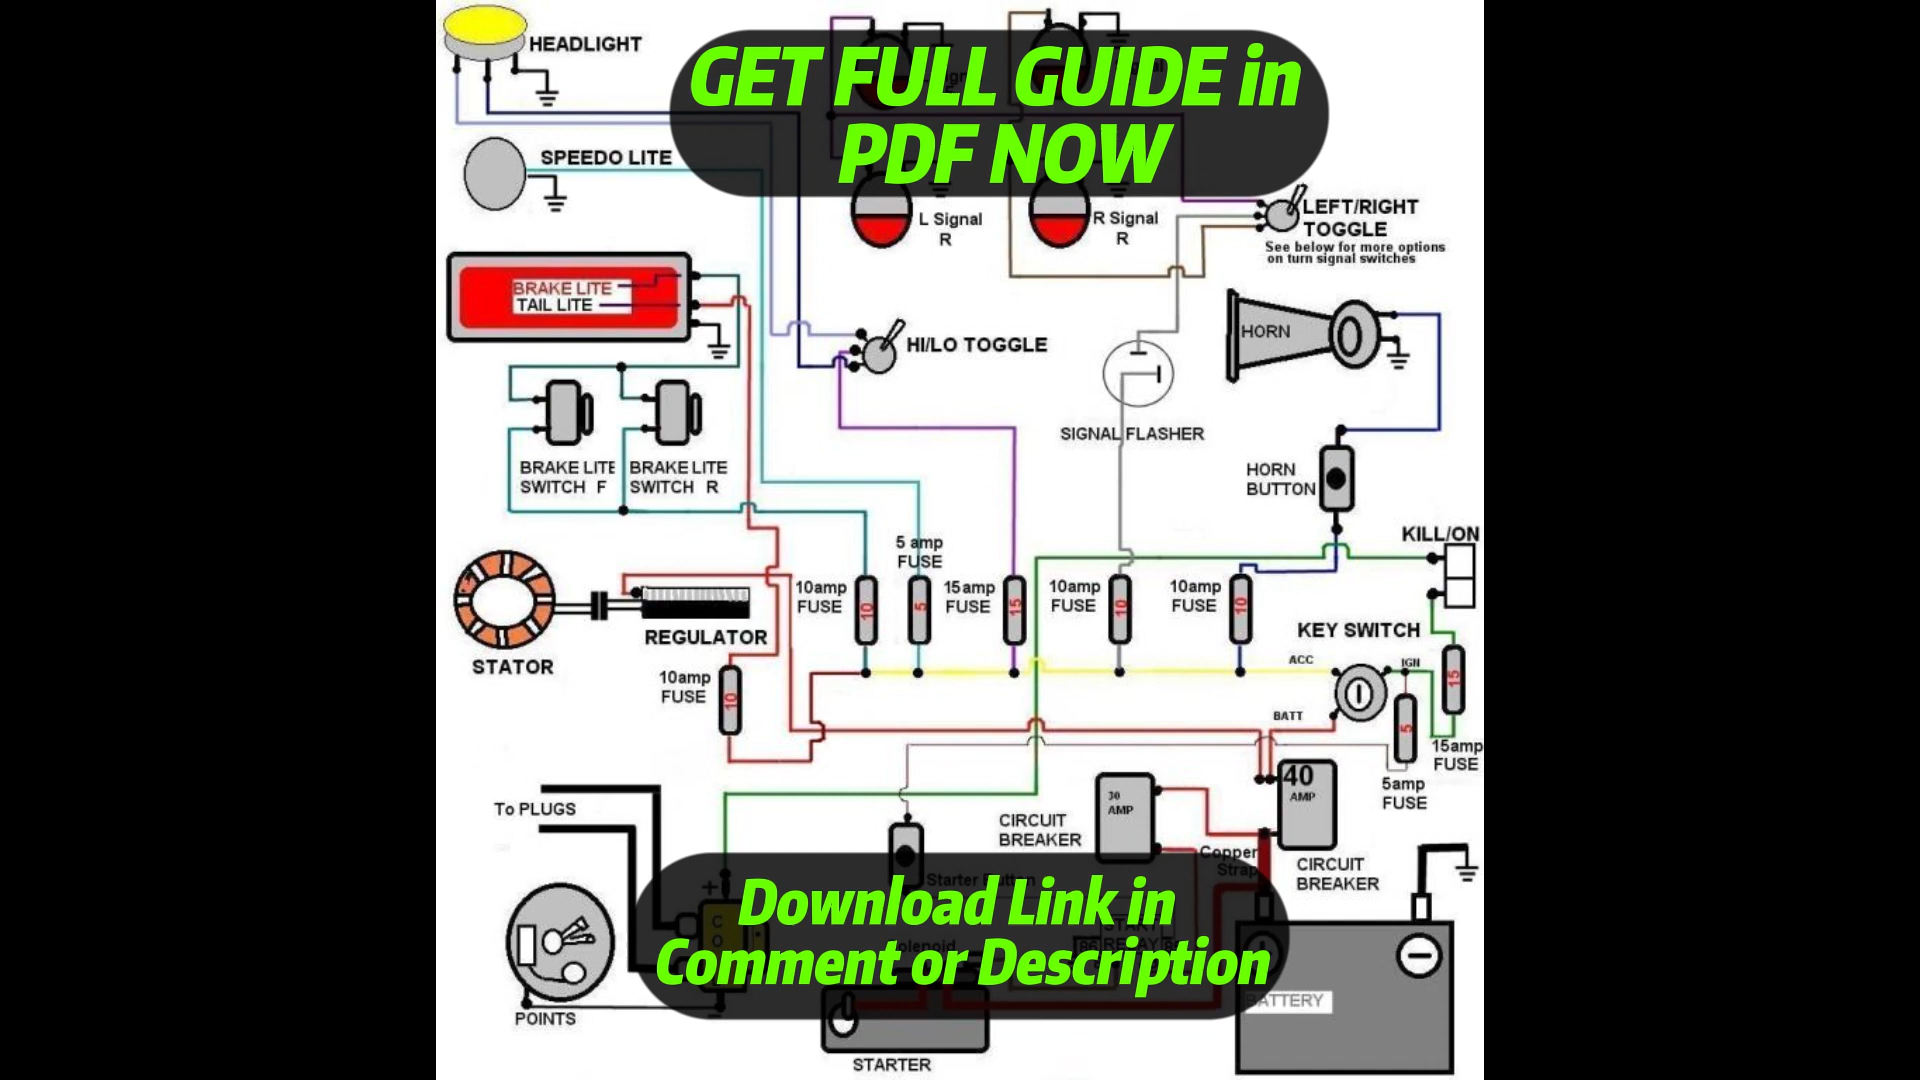 HEADLIGHT
GET FULL GUIDE in
PDF NOW
SPEEDO LITE
L Signal
R
R Signal
R
LEFT/RIGHT
TOGGLE
See below for more options
on turn signal switches
BRAKE LITE
TAIL LITE
HORN
HI/LO TOGGLE
SIGNAL FLASHER
BRAKE LITE
SWITCH F
BRAKE LITE
SWITCH R
HORN
BUTTON
KILL/ON
5 amp
FUSE
10amp
FUSE
10
5
15amp
FUSE
15
10amp
FUSE
10
10amp
FUSE
10
REGULATOR
STATOR
KEY SWITCH
ACC
IGN
15
10amp
FUSE
10
BATT
5
15amp
FUSE
5amp
FUSE
40
AMP
30
AMP
To PLUGS
CIRCUIT
BREAKER
Copper
Strap
CIRCUIT
BREAKER
Starter Button
+
Download Link in
Comment or Description
START
RELAY
86
BATTERY
POINTS
STARTER